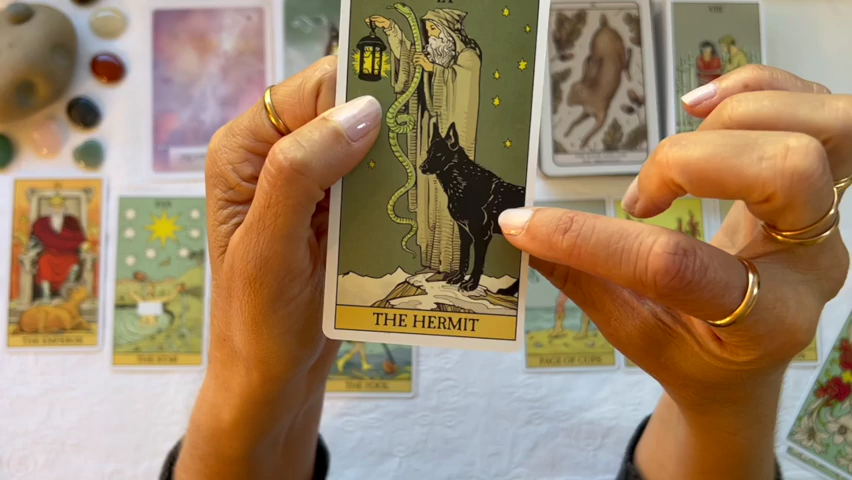 IX
VIII
THE HERMIT
THE EMPEROR
THE STAR
PAGE OF CUPS
THE FOOL